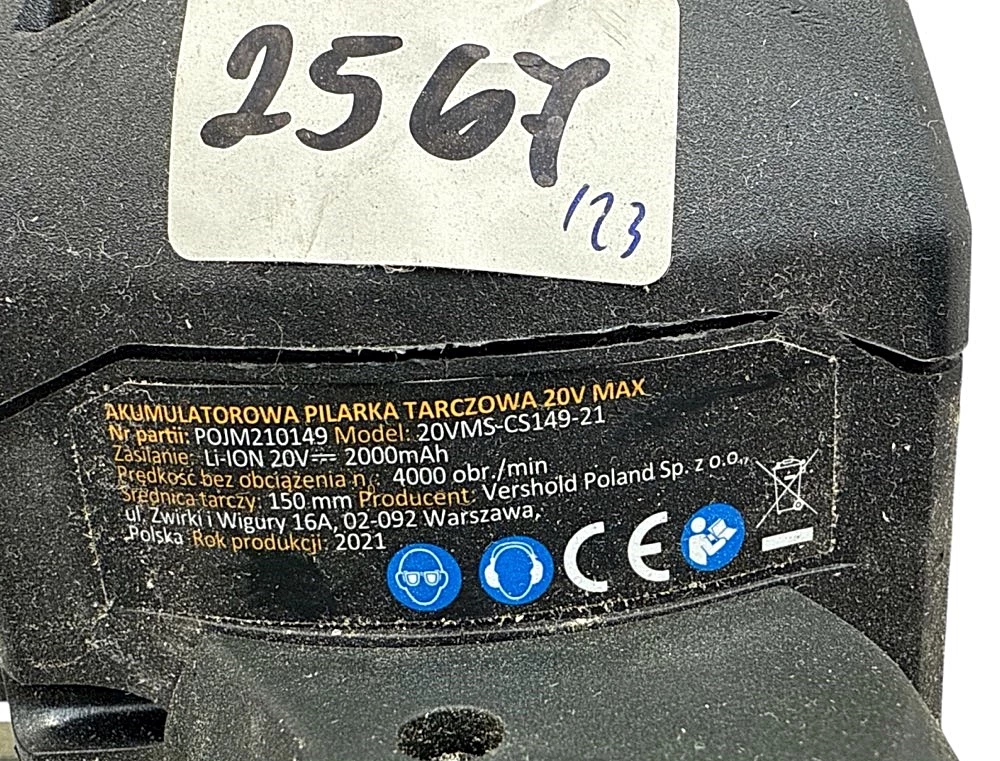 2567
123
AKUMULATOROWA PILARKA TARCZOWA 20V MAX
Nr partii: POJM210149 Model: 20VMS-CS149-21
Zasilanie: Li-ION 20V⎓ 2000mAh
Prędkość bez obciążenia n₀: 4000 obr./min
Średnica tarczy: 150 mm Producent: Vershold Poland Sp. z o.o.,
ul. Żwirki i Wigury 16A, 02-092 Warszawa,
Polska Rok produkcji: 2021
CE